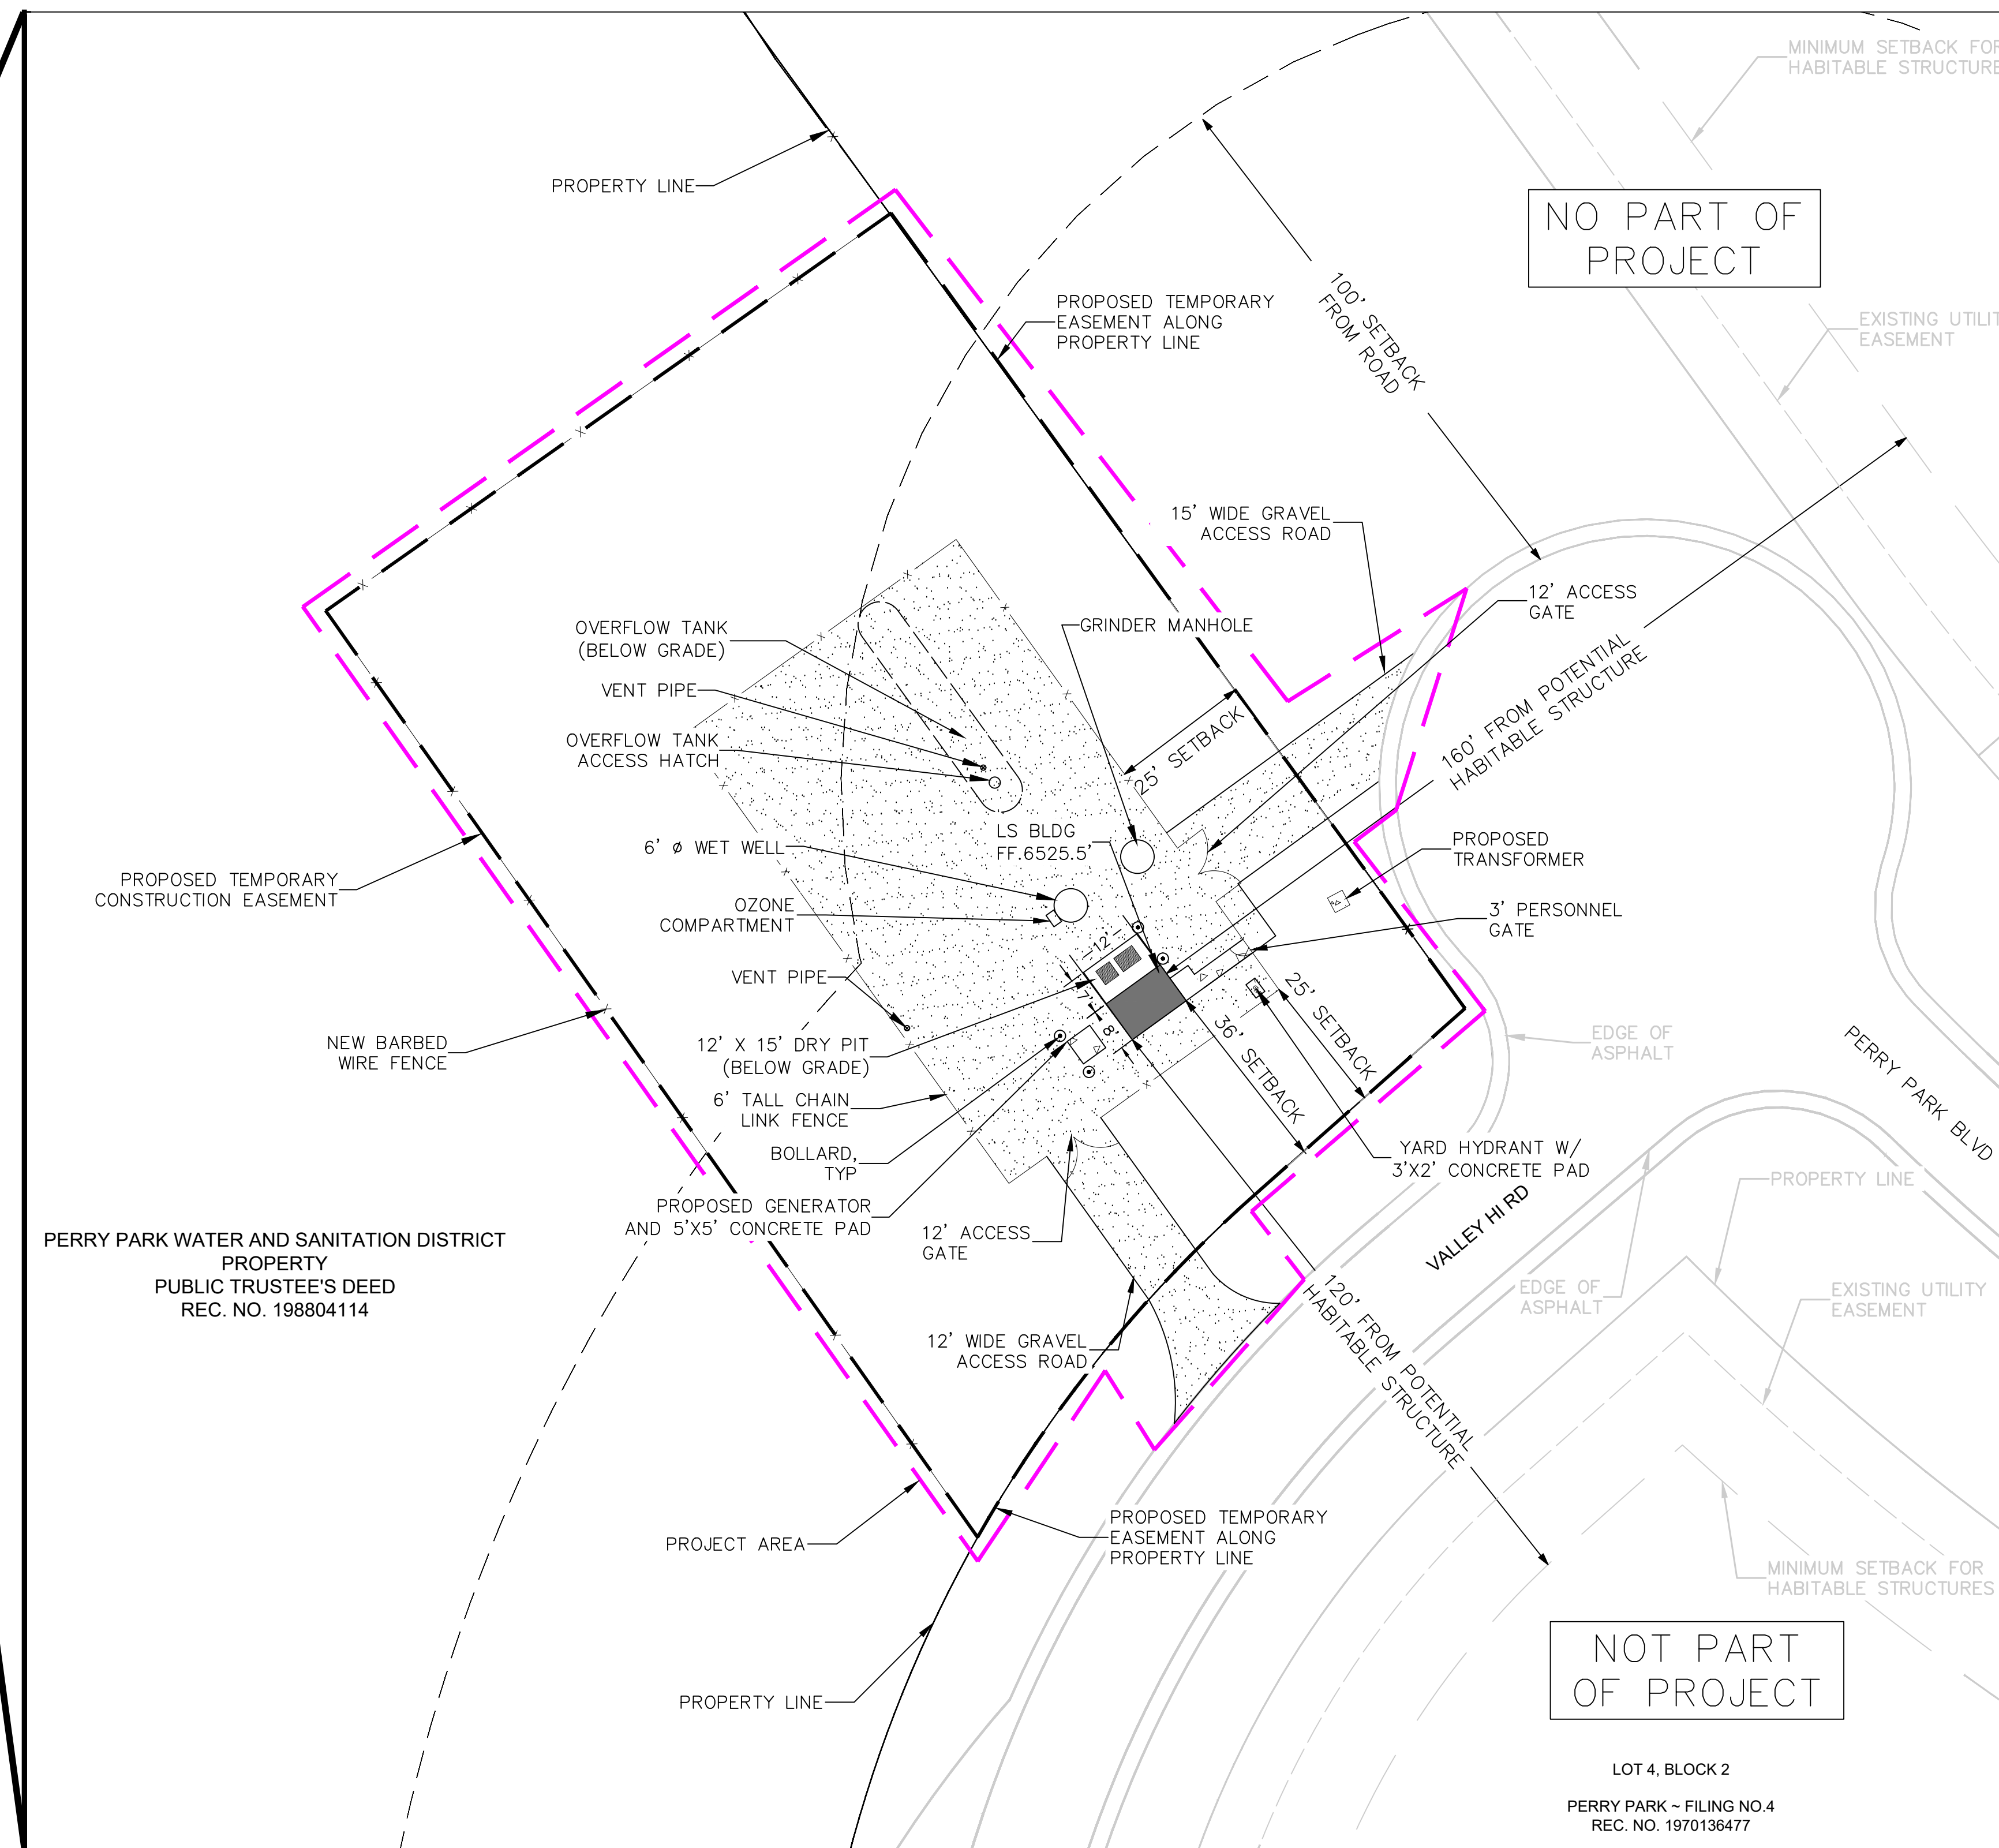 MINIMUM SETBACK FOR
HABITABLE STRUCTURE
PROPERTY LINE
NO PART OF
PROJECT
PROPOSED TEMPORARY
EASEMENT ALONG
PROPERTY LINE
100' SETBACK
FROM ROAD
EXISTING UTILIT
EASEMENT
15' WIDE GRAVEL
ACCESS ROAD
12' ACCESS
GATE
GRINDER MANHOLE
OVERFLOW TANK
(BELOW GRADE)
VENT PIPE
OVERFLOW TANK
ACCESS HATCH
25' SETBACK
160' FROM POTENTIAL
HABITABLE STRUCTURE
LS BLDG
FF.6525.5'
6' ø WET WELL
PROPOSED
TRANSFORMER
PROPOSED TEMPORARY
CONSTRUCTION EASEMENT
OZONE
COMPARTMENT
3' PERSONNEL
GATE
12'
VENT PIPE
7'
8'
25' SETBACK
36' SETBACK
NEW BARBED
WIRE FENCE
12' X 15' DRY PIT
(BELOW GRADE)
EDGE OF
ASPHALT
PERRY PARK BLVD
6' TALL CHAIN
LINK FENCE
BOLLARD,
TYP
YARD HYDRANT W/
3'X2' CONCRETE PAD
PROPERTY LINE
PROPOSED GENERATOR
AND 5'X5' CONCRETE PAD
12' ACCESS
GATE
VALLEY HI RD
PERRY PARK WATER AND SANITATION DISTRICT
PROPERTY
PUBLIC TRUSTEE'S DEED
REC. NO. 198804114
EDGE OF
ASPHALT
EXISTING UTILITY
EASEMENT
12' WIDE GRAVEL
ACCESS ROAD
120' FROM POTENTIAL
HABITABLE STRUCTURE
PROJECT AREA
PROPOSED TEMPORARY
EASEMENT ALONG
PROPERTY LINE
MINIMUM SETBACK FOR
HABITABLE STRUCTURES
PROPERTY LINE
NOT PART
OF PROJECT
LOT 4, BLOCK 2
PERRY PARK ~ FILING NO.4
REC. NO. 1970136477